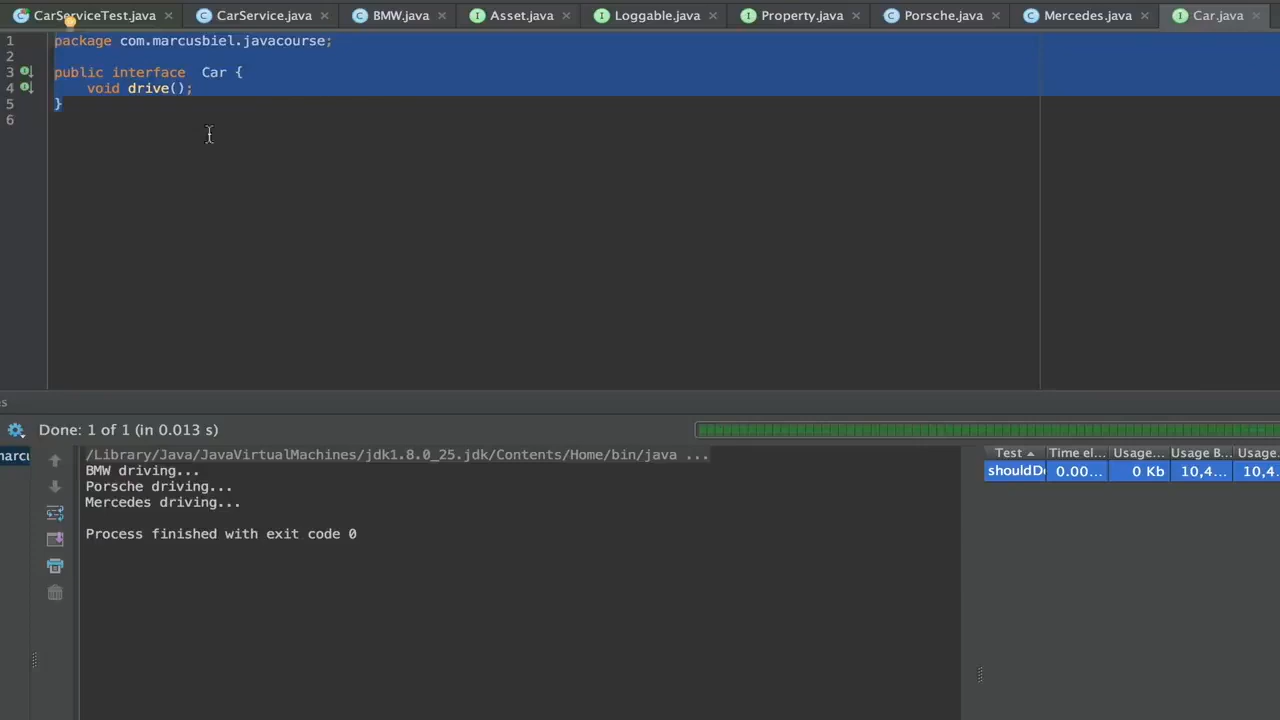 CarServiceTest.java CarService.java BMW.java Asset.java Loggable.java Property.java Porsche.java Mercedes.java Car.java
1 package com.marcusbiel.javacourse;
2
3 public interface  Car {
4     void drive();
5 }
6
s
Done: 1 of 1 (in 0.013 s)
marcu /Library/Java/JavaVirtualMachines/jdk1.8.0_25.jdk/Contents/Home/bin/java ...
BMW driving...
Porsche driving...
Mercedes driving...
Process finished with exit code 0
Test Time el... Usage... Usage B... Usage.
shouldDo 0.00... 0 Kb 10,4... 10,4.